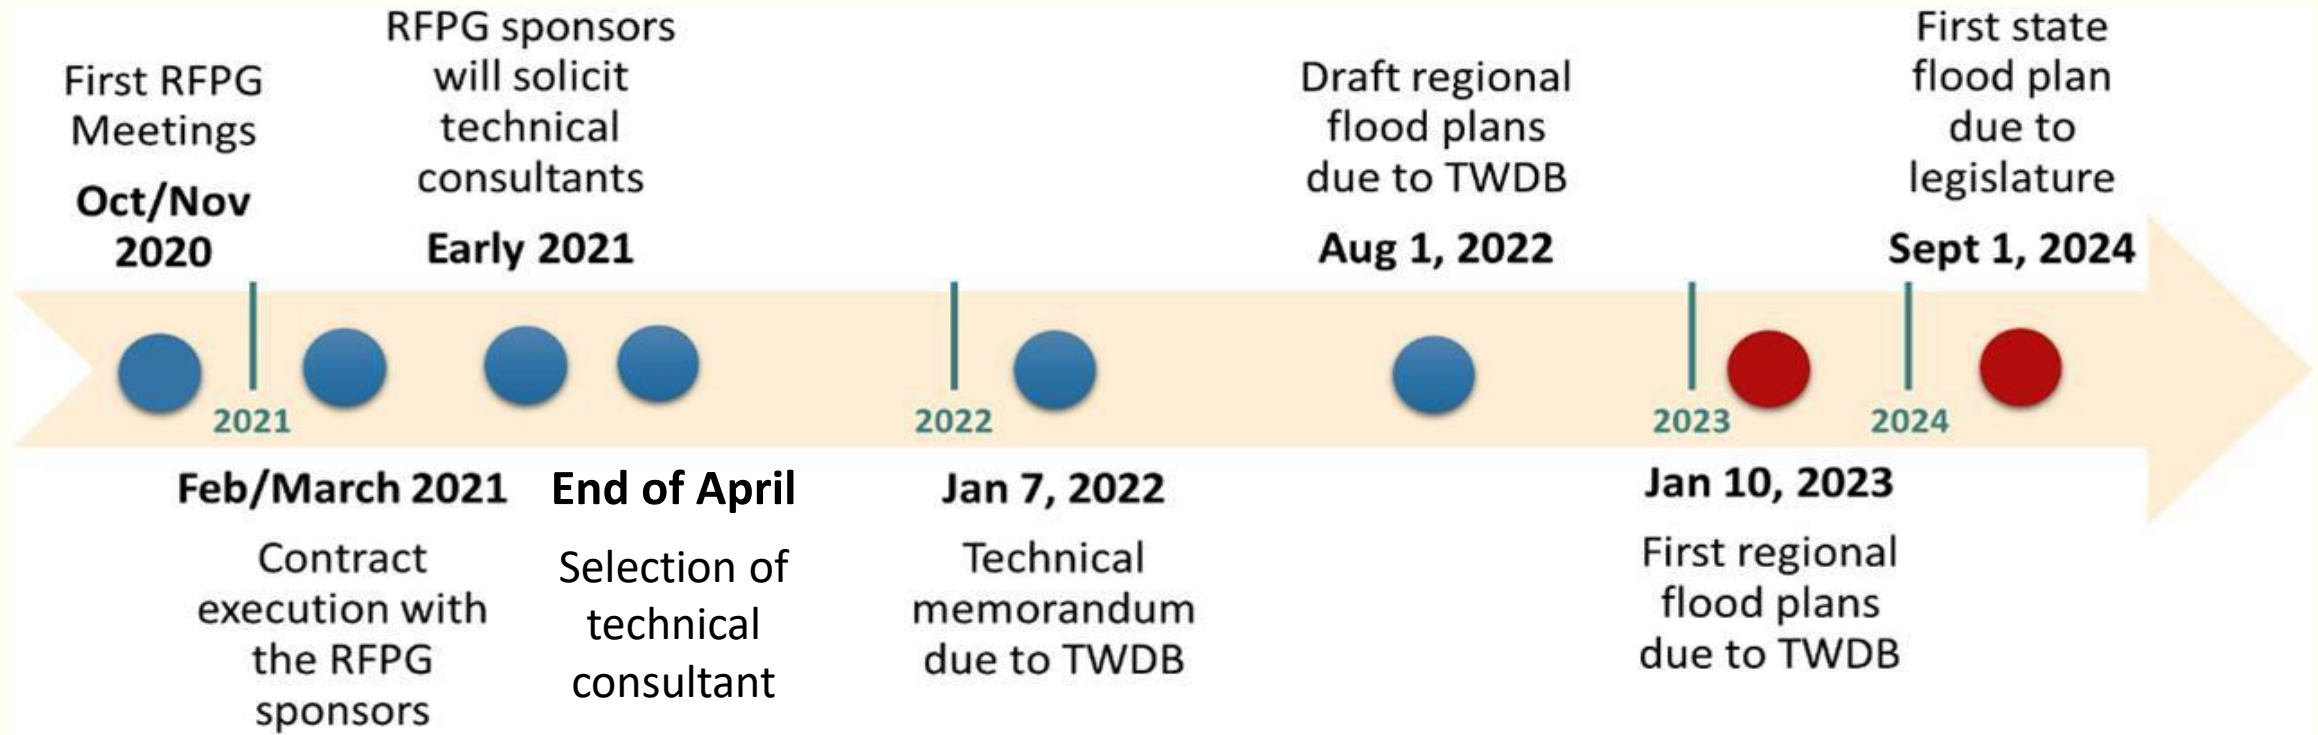 First RFPG
Meetings
Oct/Nov
2020
RFPG sponsors
will solicit
technical
consultants
Early 2021
Draft regional
flood plans
due to TWDB
Aug 1, 2022
First state
flood plan
due to
legislature
Sept 1, 2024
2021
2022
2023
2024
Feb/March 2021
Contract
execution with
the RFPG
sponsors
End of April
Selection of
technical
consultant
Jan 7, 2022
Technical
memorandum
due to TWDB
Jan 10, 2023
First regional
flood plans
due to TWDB